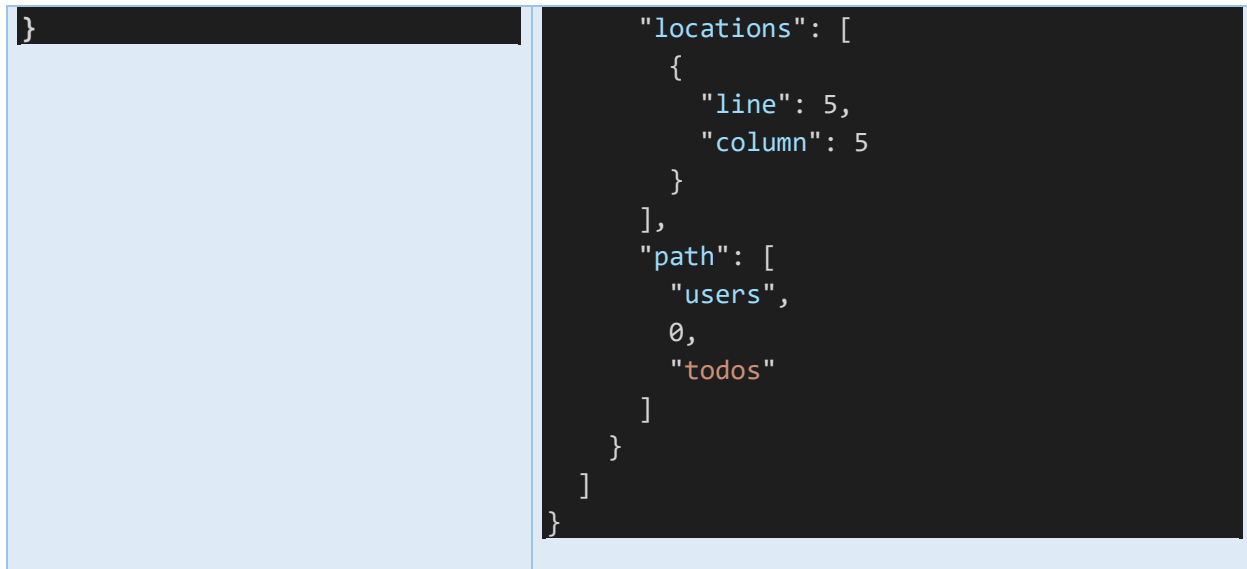 }
"locations": [
{
"line": 5,
"column": 5
}
],
"path": [
"users",
0,
"todos"
]
}
]
}